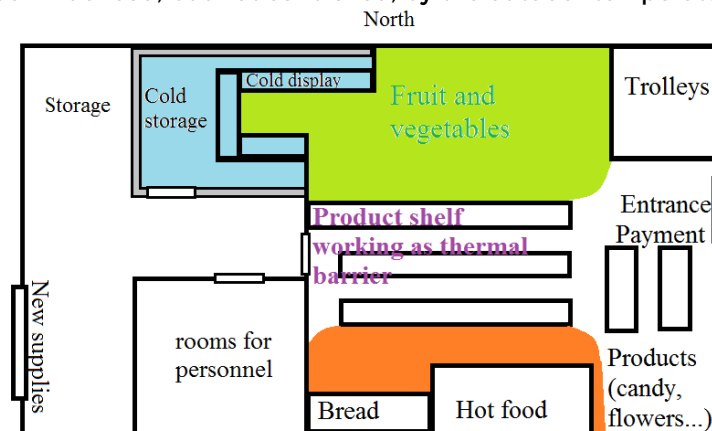 North
Storage
Cold
storage
Cold display
Fruit and
vegetables
Trolleys
Product shelf
working as thermal
barrier
Entrance
Payment
New supplies
rooms for
personnel
Products
(candy,
flowers...)
Bread
Hot food